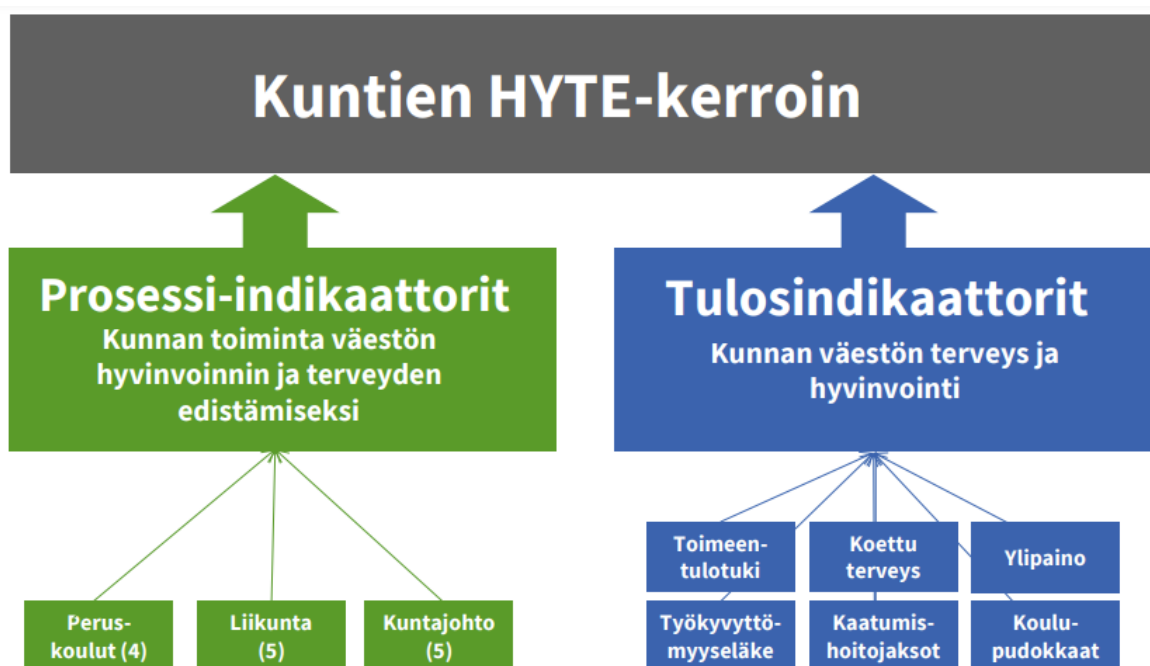 Kuntien HYTE-kerroin
Prosessi-indikaattorit
Kunnan toiminta väestön
hyvinvoinnin ja terveyden
edistämiseksi
Tulosindikaattorit
Kunnan väestön terveys ja
hyvinvointi
Perus-
koulut (4)
Liikunta
(5)
Kuntajohto
(5)
Toimeen-
tulotuki
Koettu
terveys
Ylipaino
Työkyvyttö-
myyseläke
Kaatumis-
hoitojaksot
Koulu-
pudokkaat